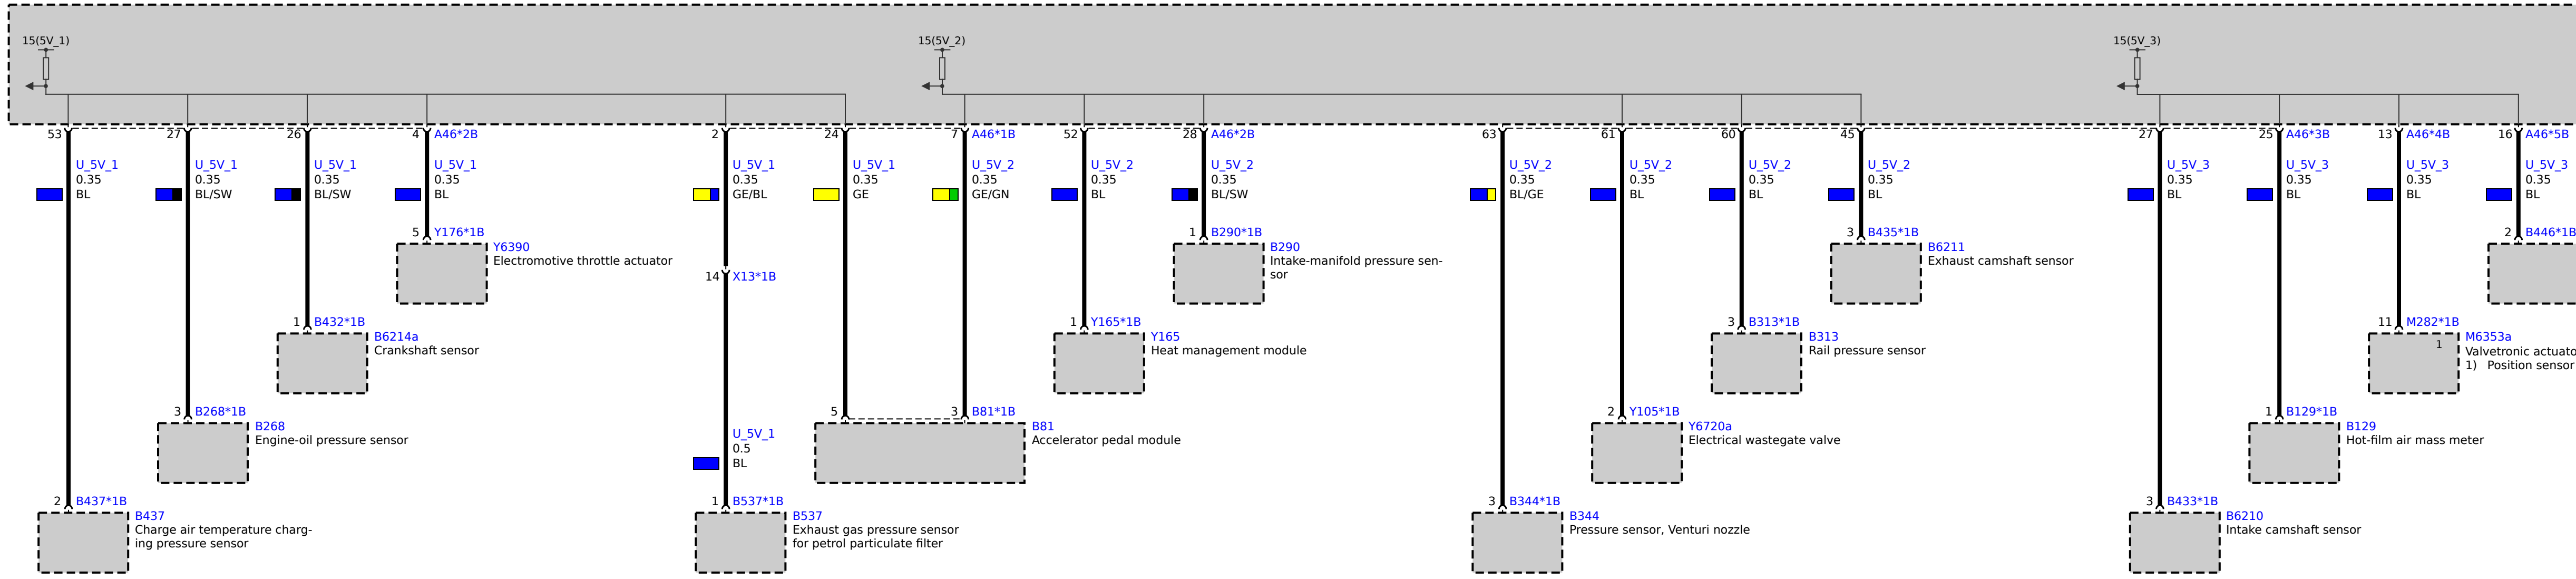 15(5V_1) 15(5V_2) 15(5V_3)
53 27 26 4 A46*2B 2 24 7 A46*1B 52 28 A46*2B 63 61 60 45 27 25 A46*3B 13 A46*4B 16 A46*5B
U_5V_1 U_5V_1 U_5V_1 U_5V_1 U_5V_1 U_5V_1 U_5V_2 U_5V_2 U_5V_2 U_5V_2 U_5V_2 U_5V_2 U_5V_2 U_5V_3 U_5V_3 U_5V_3 U_5V_3
0.35 0.35 0.35 0.35 0.35 0.35 0.35 0.35 0.35 0.35 0.35 0.35 0.35 0.35 0.35 0.35 0.35
BL BL/SW BL/SW BL GE/BL GE GE/GN BL BL/SW BL/GE BL BL BL BL BL BL BL
5 Y176*1B 1 B290*1B 3 B435*1B 2 B446*1B
Y6390 B290 B6211
Electromotive throttle actuator Intake-manifold pressure sen- Exhaust camshaft sensor
sor
14 X13*1B
1 B432*1B 1 Y165*1B 3 B313*1B 11 M282*1B
B6214a Y165 B313 M6353a
1
Crankshaft sensor Heat management module Rail pressure sensor Valvetronic actuato
1) Position sensor
3 B268*1B 5 3 B81*1B 2 Y105*1B 1 B129*1B
B268 B81 Y6720a B129
Engine-oil pressure sensor Accelerator pedal module Electrical wastegate valve Hot-film air mass meter
U_5V_1
0.5
BL
2 B437*1B 1 B537*1B 3 B344*1B 3 B433*1B
B437 B537 B344 B6210
Charge air temperature charg- Exhaust gas pressure sensor Pressure sensor, Venturi nozzle Intake camshaft sensor
ing pressure sensor for petrol particulate filter